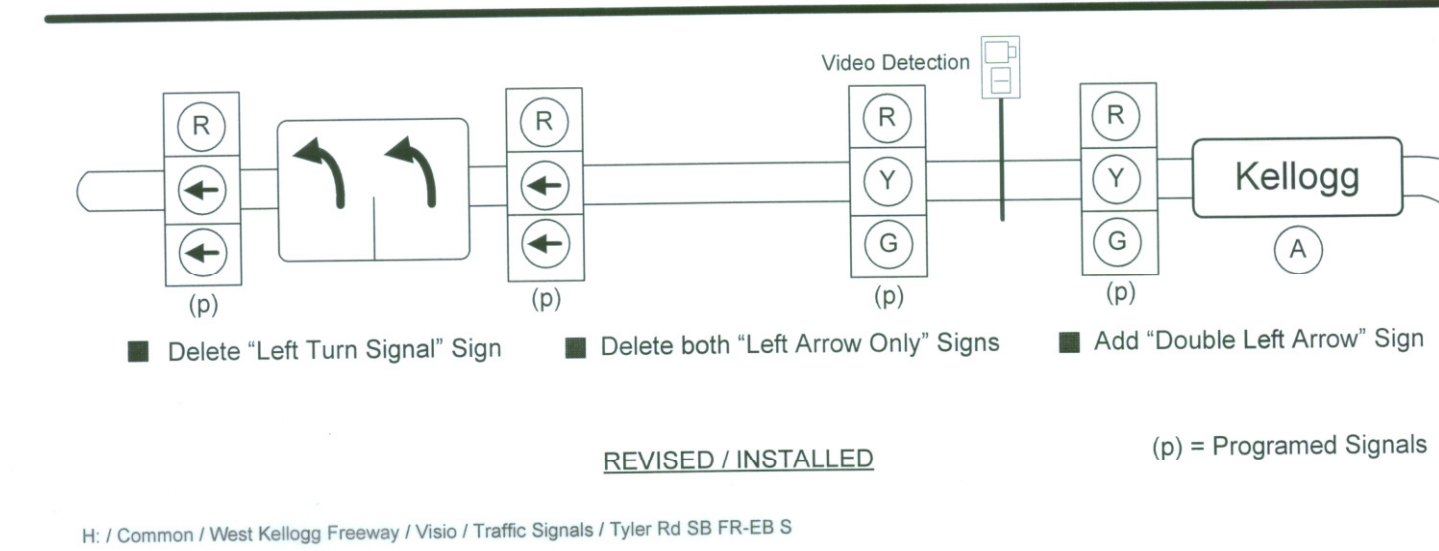 Video Detection
R
R
R
R
Y
Y
Kellogg
G
G
A
(p)
(p)
(p)
(p)
■ Delete “Left Turn Signal” Sign
■ Delete both “Left Arrow Only” Signs
■ Add “Double Left Arrow” Sign
REVISED / INSTALLED
(p) = Programed Signals
H: / Common / West Kellogg Freeway / Visio / Traffic Signals / Tyler Rd SB FR-EB S